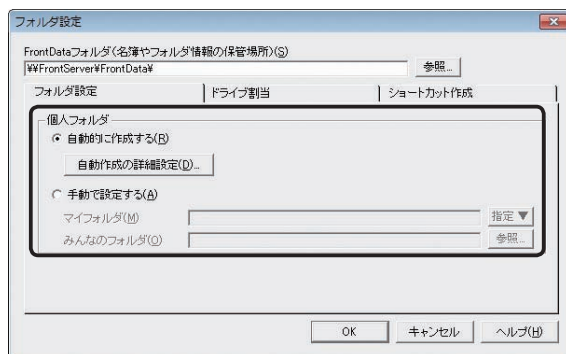 フォルダ設定
FrontDataフォルダ(名簿やフォルダ情報の保管場所)(S)
¥¥FrontServer¥FrontData¥ 参照...
フォルダ設定 ドライブ割当 ショートカット作成
個人フォルダ
自動的に作成する(R)
自動作成の詳細設定(D)...
手動で設定する(A)
マイフォルダ(M) 指定▼
みんなのフォルダ(O) 参照...
OK キャンセル ヘルプ(H)